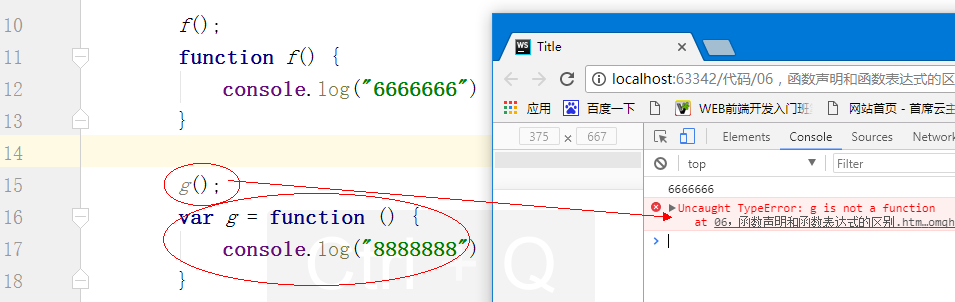 10 f();
11 function f() {
12 console.log("6666666")
13 }
14
15 g();
16 var g = function () {
17 console.log("8888888")
18 }
Ctrl + Q
WS Title ×
localhost:63342/代码/06，函数声明和函数表达式的区
应用 百度一下 WEB前端开发入门班: 网站首页 - 首席云主
375 × 667
Elements Console Sources Network
top Filter
6666666
Uncaught TypeError: g is not a function
at 06，函数声明和函数表达式的区别.htm…omqh